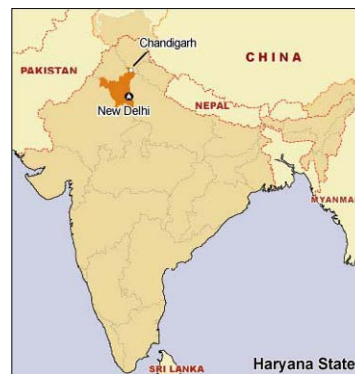 Chandigarh
CHINA
PAKISTAN
New Delhi
NEPAL
MYANMAR
SRI LANKA
Haryana State